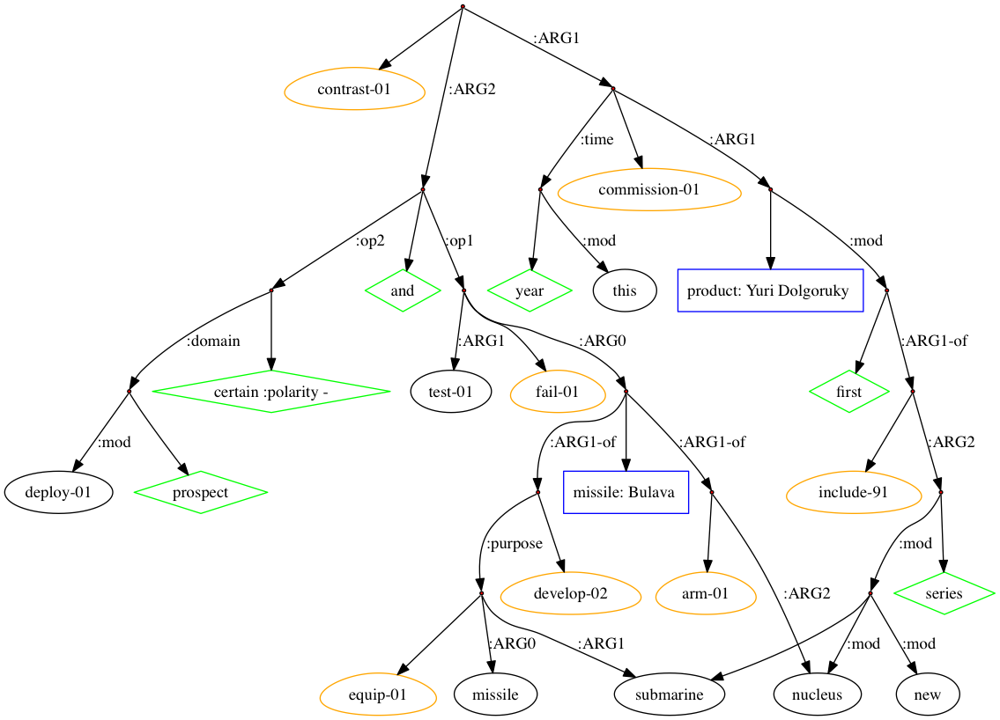 :ARG1
contrast-01
:ARG2
:time
:ARG1
commission-01
:op2
:op1
:mod
:mod
and
year
this
product: Yuri Dolgoruky
:domain
:ARG1
:ARG0
:ARG1-of
certain :polarity -
test-01
fail-01
first
:mod
:ARG1-of
:ARG1-of
:ARG2
deploy-01
prospect
missile: Bulava
include-91
:purpose
:mod
develop-02
arm-01
:ARG2
series
:ARG0
:ARG1
:mod
:mod
equip-01
missile
submarine
nucleus
new